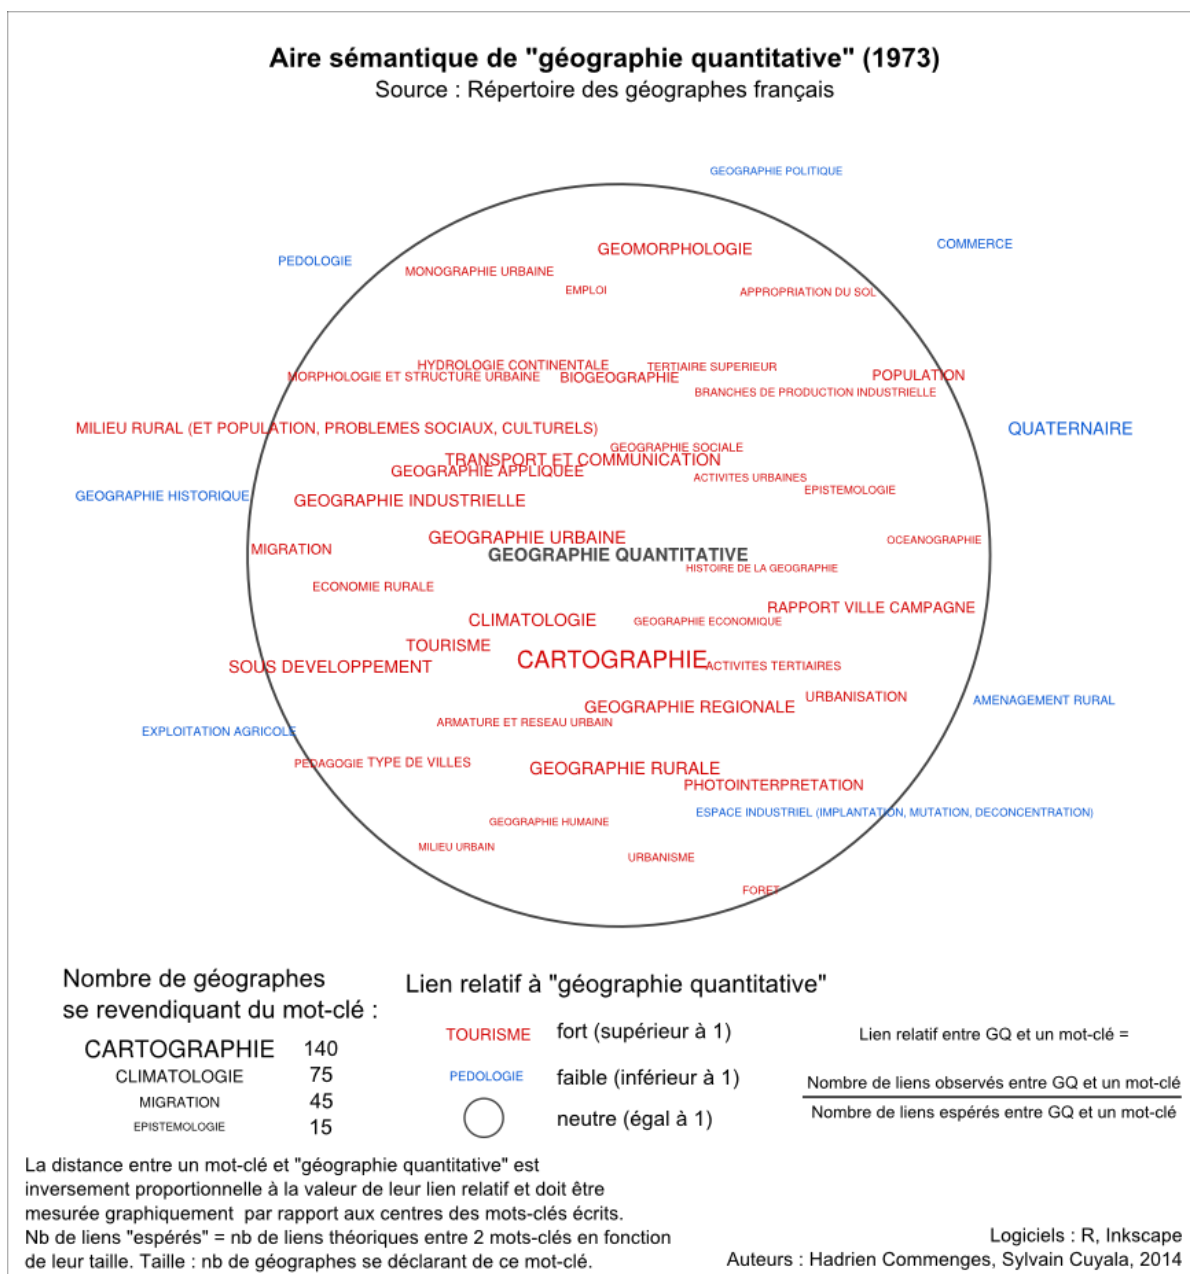 Aire sémantique de "géographie quantitative" (1973)
Source : Répertoire des géographes français
GEOGRAPHIE POLITIQUE
COMMERCE
GEOMORPHOLOGIE
PEDOLOGIE
MONOGRAPHIE URBAINE
EMPLOI
APPROPRIATION DU SOL
HYDROLOGIE CONTINENTALE
TERTIAIRE SUPERIEUR
MORPHOLOGIE ET STRUCTURE URBAINE
BIOGEOGRAPHIE
POPULATION
BRANCHES DE PRODUCTION INDUSTRIELLE
MILIEU RURAL (ET POPULATION, PROBLEMES SOCIAUX, CULTURELS)
QUATERNAIRE
GEOGRAPHIE SOCIALE
TRANSPORT ET COMMUNICATION
GEOGRAPHIE APPLIQUEE
ACTIVITES URBAINES
EPISTEMOLOGIE
GEOGRAPHIE HISTORIQUE
GEOGRAPHIE INDUSTRIELLE
GEOGRAPHIE URBAINE
OCEANOGRAPHIE
MIGRATION
GEOGRAPHIE QUANTITATIVE
HISTOIRE DE LA GEOGRAPHIE
ECONOMIE RURALE
RAPPORT VILLE CAMPAGNE
CLIMATOLOGIE
GEOGRAPHIE ECONOMIQUE
TOURISME
CARTOGRAPHIE
SOUS DEVELOPPEMENT
ACTIVITES TERTIAIRES
URBANISATION
AMENAGEMENT RURAL
GEOGRAPHIE REGIONALE
ARMATURE ET RESEAU URBAIN
EXPLOITATION AGRICOLE
PEDAGOGIE
TYPE DE VILLES
GEOGRAPHIE RURALE
PHOTOINTERPRETATION
ESPACE INDUSTRIEL (IMPLANTATION, MUTATION, DECONCENTRATION)
GEOGRAPHIE HUMAINE
MILIEU URBAIN
URBANISME
FORET
Nombre de géographes
se revendiquant du mot-clé :
CARTOGRAPHIE 140
CLIMATOLOGIE 75
MIGRATION 45
EPISTEMOLOGIE 15
Lien relatif à "géographie quantitative"
TOURISME fort (supérieur à 1)
PEDOLOGIE faible (inférieur à 1)
neutre (égal à 1)
Lien relatif entre GQ et un mot-clé =
Nombre de liens observés entre GQ et un mot-clé
Nombre de liens espérés entre GQ et un mot-clé
La distance entre un mot-clé et "géographie quantitative" est
inversement proportionnelle à la valeur de leur lien relatif et doit être
mesurée graphiquement par rapport aux centres des mots-clés écrits.
Nb de liens "espérés" = nb de liens théoriques entre 2 mots-clés en fonction
de leur taille. Taille : nb de géographes se déclarant de ce mot-clé.
Logiciels : R, Inkscape
Auteurs : Hadrien Commenges, Sylvain Cuyala, 2014